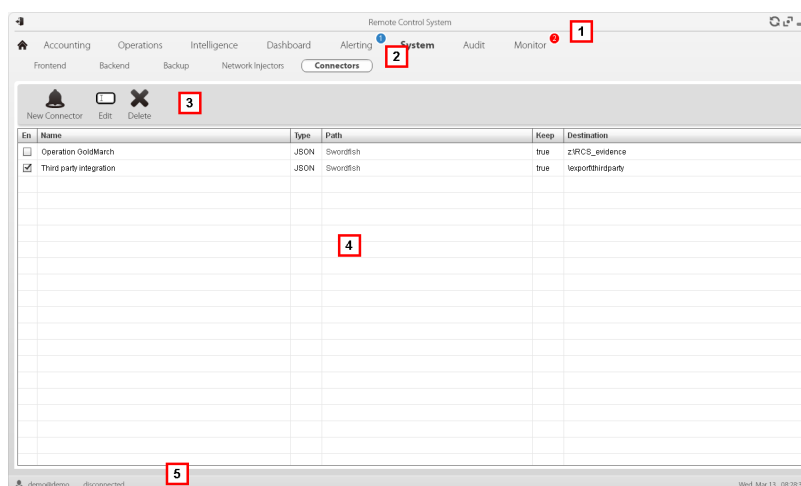 Remote Control System
1
Accounting Operations Intelligence Dashboard Alerting 1 System Audit Monitor 2
2
Frontend Backend Backup Network Injectors Connectors
3
New Connector Edit Delete
En Name Type Path Keep Destination
Operation GoldMarch JSON Swordfish true z:\RCS_evidence
Third party integration JSON Swordfish true \export\thirdparty
4
5
demo@demo disconnected Wed, Mar 13